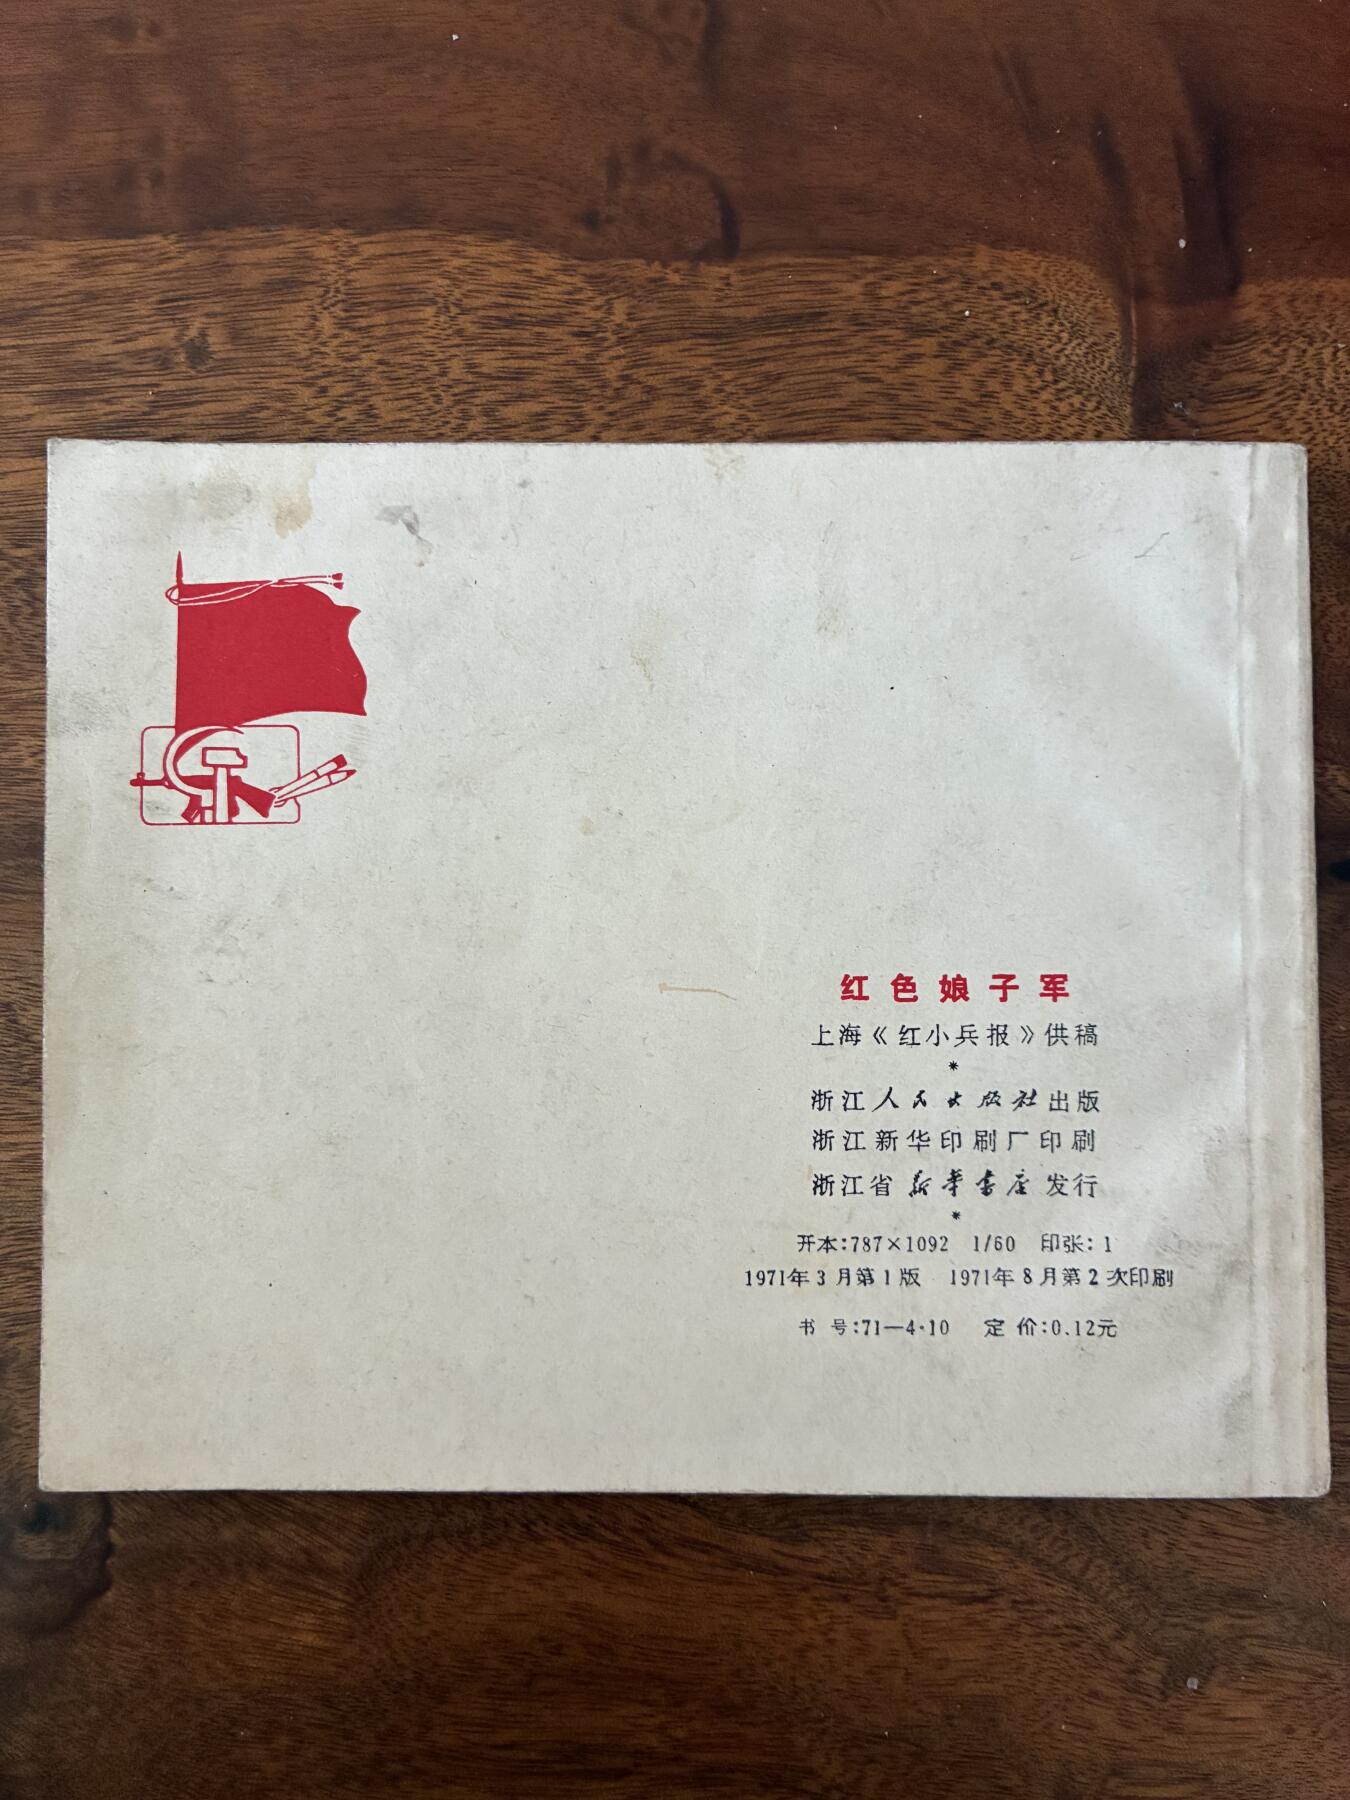 红色娘子军
上海《红小兵报》供稿
*
浙江人民出版社出版
浙江新华印刷厂印刷
浙江省新华书店发行
*
开本:787×1092 1/60 印张:1
1971年3月第1版 1971年8月第2次印刷
书号:71—4·10 定价:0.12元